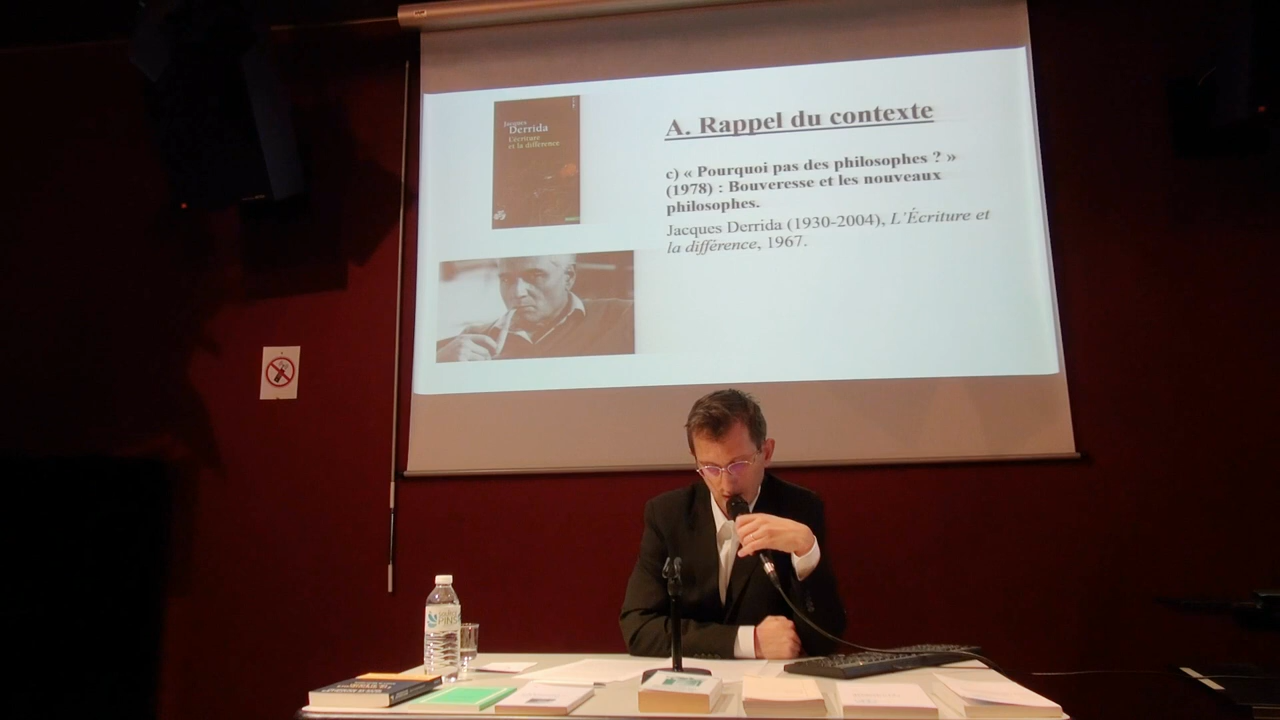 Jacques
Derrida
L'écriture
et la différence
A. Rappel du contexte
c) « Pourquoi pas des philosophes ? »
(1978) : Bouveresse et les nouveaux
philosophes.
Jacques Derrida (1930-2004), L'Écriture et
la différence, 1967.